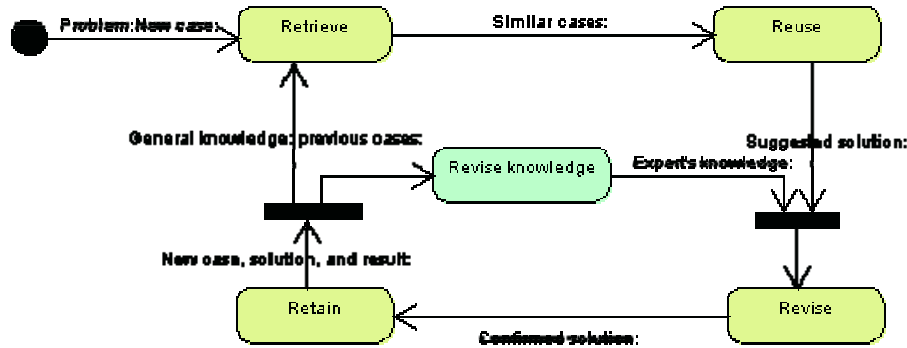 Problem: New case:
Retrieve
Similar cases:
Reuse
General knowledge: previous cases:
Suggested solution:
Revise knowledge
Expert's knowledge:
New case, solution, and result:
Retain
Revise
Confirmed solution: